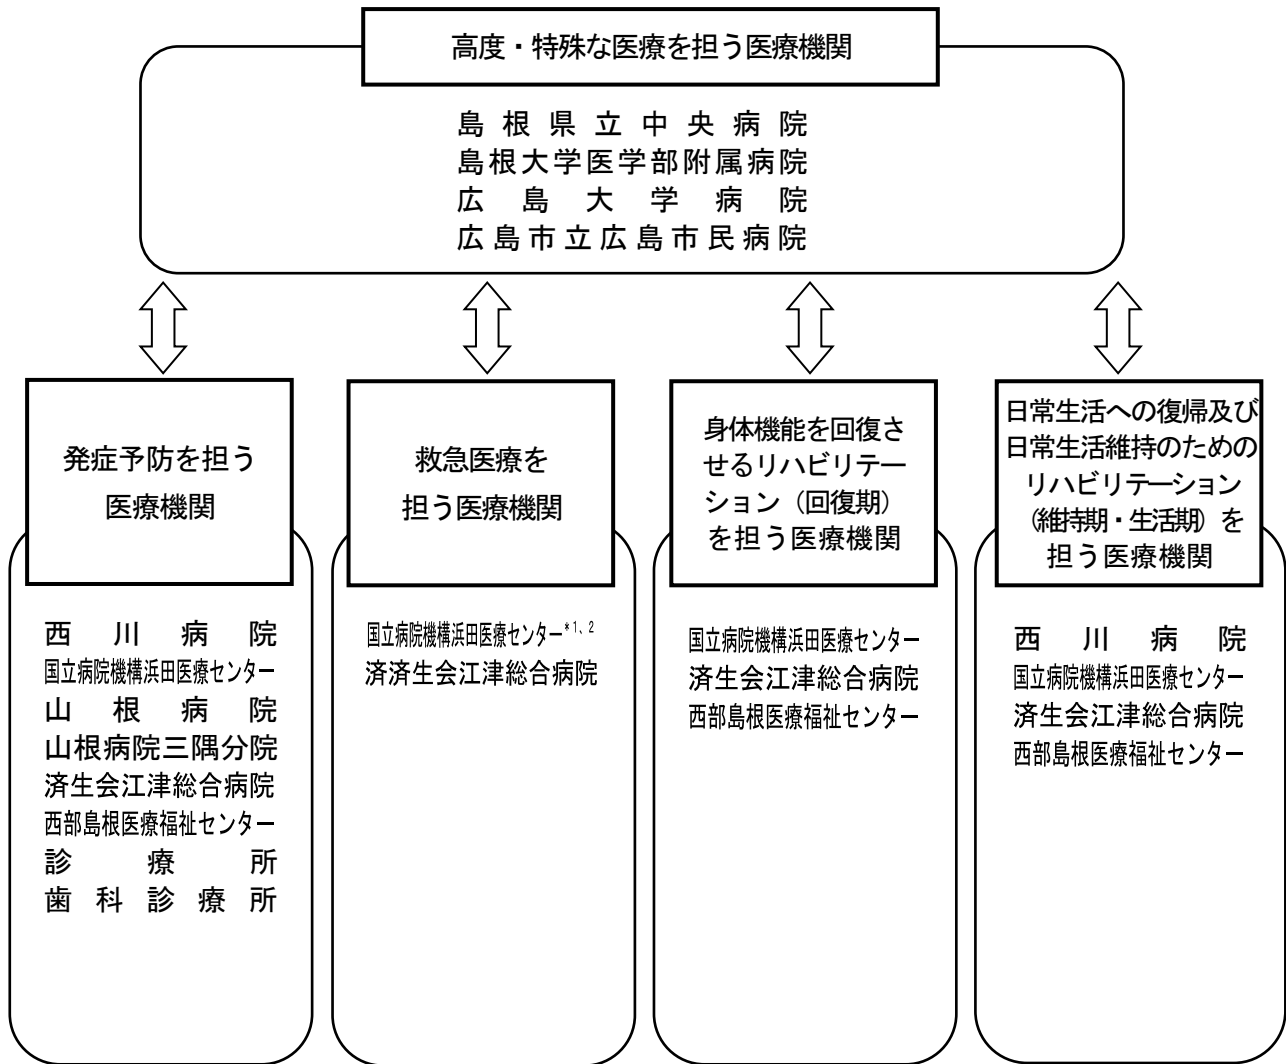 高度・特殊な医療を担う医療機関
島根県立中央病院
島根大学医学部附属病院
広島大学病院
広島市立広島市民病院
発症予防を担う
医療機関
西川病院
国立病院機構浜田医療センター
山根病院
山根病院三隅分院
済生会江津総合病院
西部島根医療福祉センター
診療所
歯科診療所
救急医療を
担う医療機関
国立病院機構浜田医療センター*1、2
済済生会江津総合病院
身体機能を回復さ
せるリハビリテー
ション（回復期）
を担う医療機関
国立病院機構浜田医療センター
済生会江津総合病院
西部島根医療福祉センター
日常生活への復帰及び
日常生活維持のための
リハビリテーション
（維持期・生活期）を
担う医療機関
西川病院
国立病院機構浜田医療センター
済生会江津総合病院
西部島根医療福祉センター